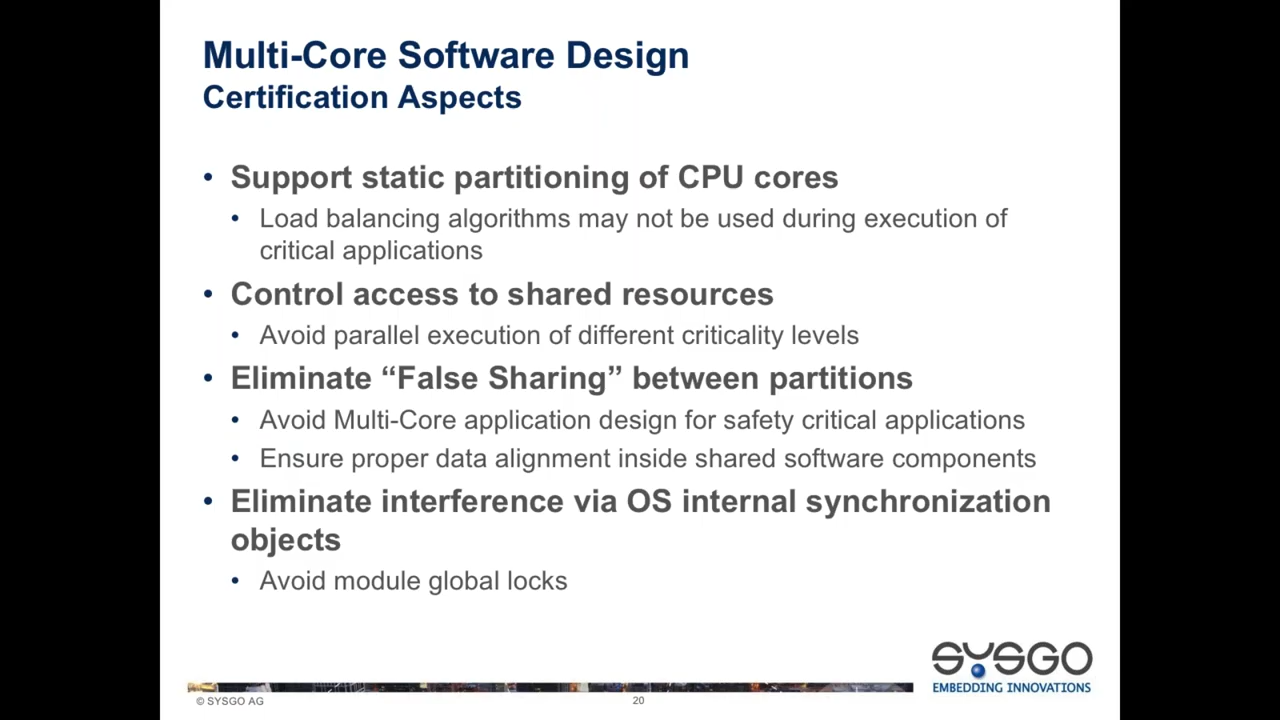 Multi-Core Software Design
Certification Aspects
• Support static partitioning of CPU cores
• Load balancing algorithms may not be used during execution of
critical applications
• Control access to shared resources
• Avoid parallel execution of different criticality levels
• Eliminate “False Sharing” between partitions
• Avoid Multi-Core application design for safety critical applications
• Ensure proper data alignment inside shared software components
• Eliminate interference via OS internal synchronization
objects
• Avoid module global locks
SYSGO
EMBEDDING INNOVATIONS
© SYSGO AG
20